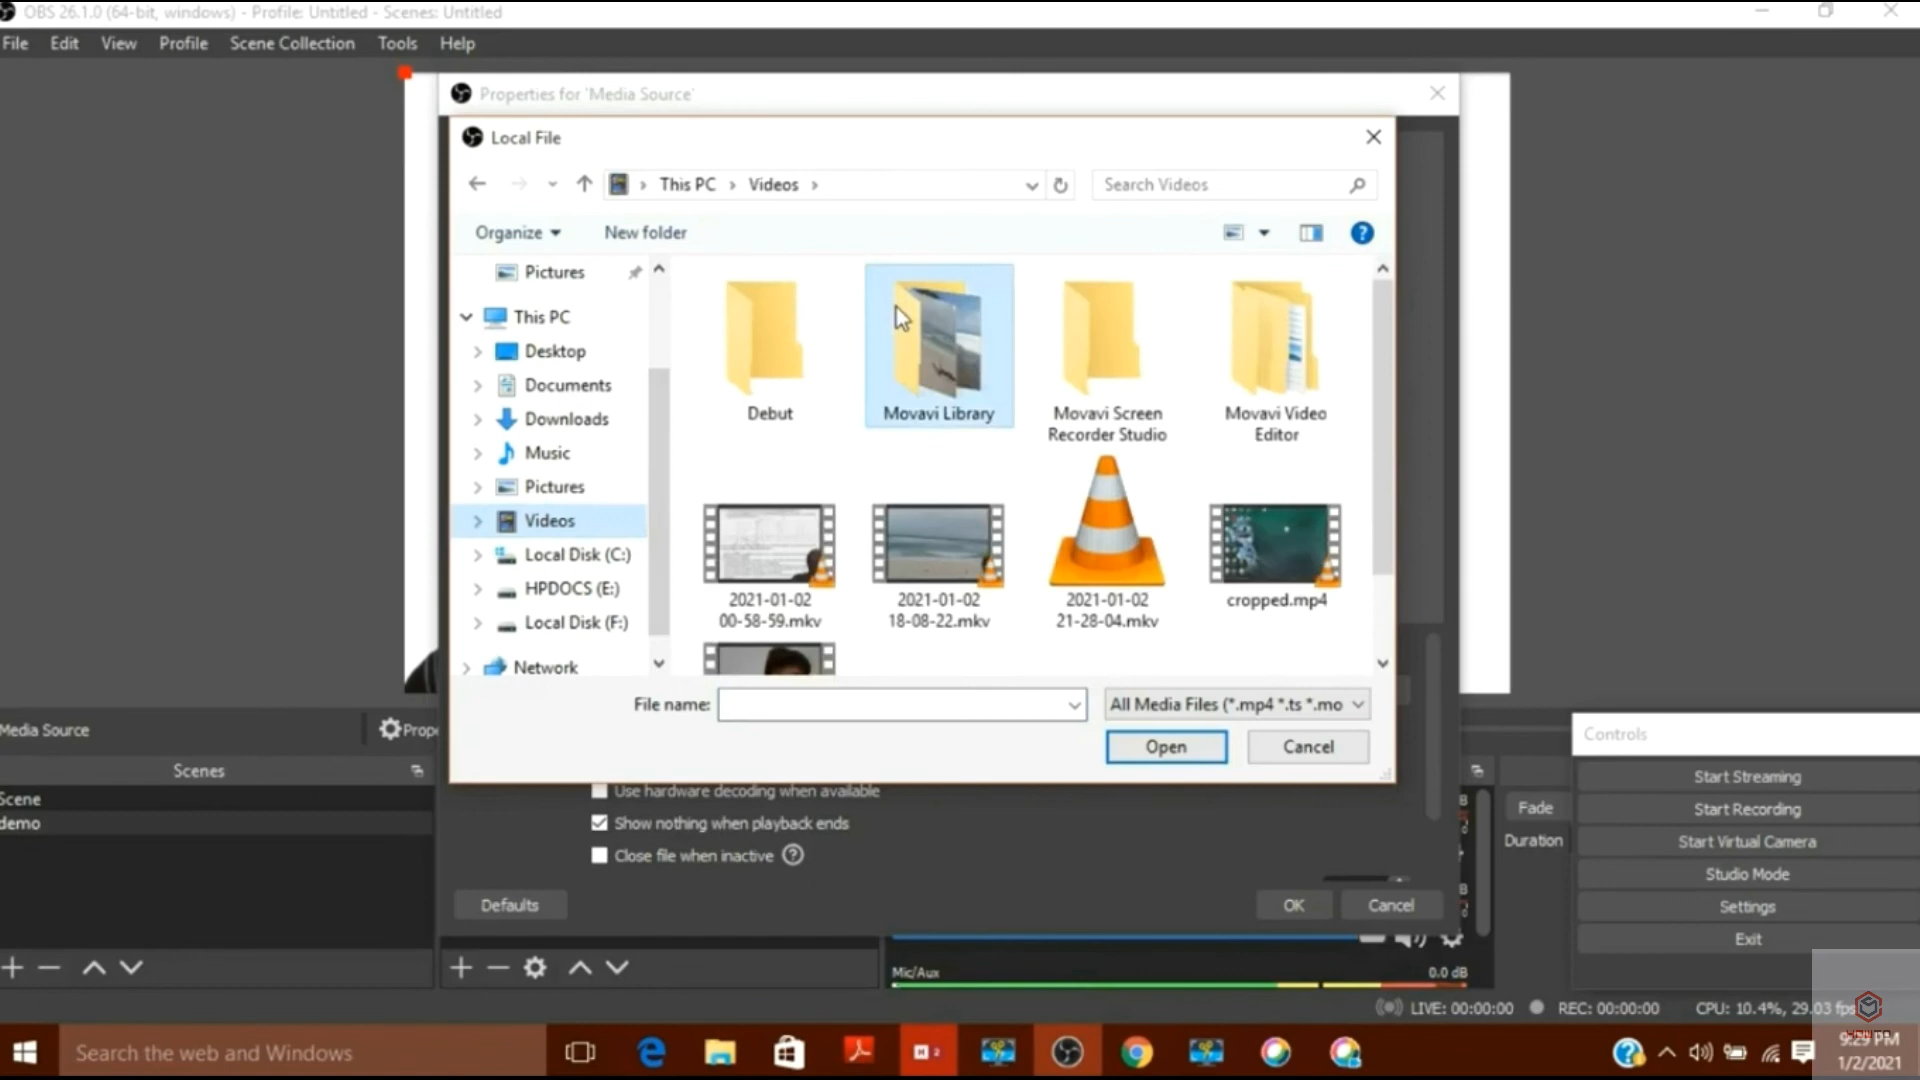 OBS 26.1.0 (64-bit, windows) - Profile: Untitled - Scenes: Untitled
File Edit View Profile Scene Collection Tools Help
Properties for 'Media Source'
Local File
This PC Videos
Search Videos
Organize New folder
Pictures
This PC
Desktop
Documents
Downloads
Music
Pictures
Videos
Local Disk (C:)
HPDOCS (E:)
Local Disk (F:)
Network
Debut
Movavi Library
Movavi Screen
Recorder Studio
Movavi Video
Editor
2021-01-02
00-58-59.mkv
2021-01-02
18-08-22.mkv
2021-01-02
21-28-04.mkv
cropped.mp4
File name:
All Media Files (*.mp4 *.ts *.mo
Open Cancel
Use hardware decoding when available
Show nothing when playback ends
Close file when inactive
Defaults OK Cancel
Media Source
Prope
Scenes
Scene
demo
Mic/Aux 0.0 dB
Fade
Duration
Controls
Start Streaming
Start Recording
Start Virtual Camera
Studio Mode
Settings
Exit
LIVE: 00:00:00 REC: 00:00:00 CPU: 10.4%, 29.03 fps
Search the web and Windows
9:29 PM
1/2/2021